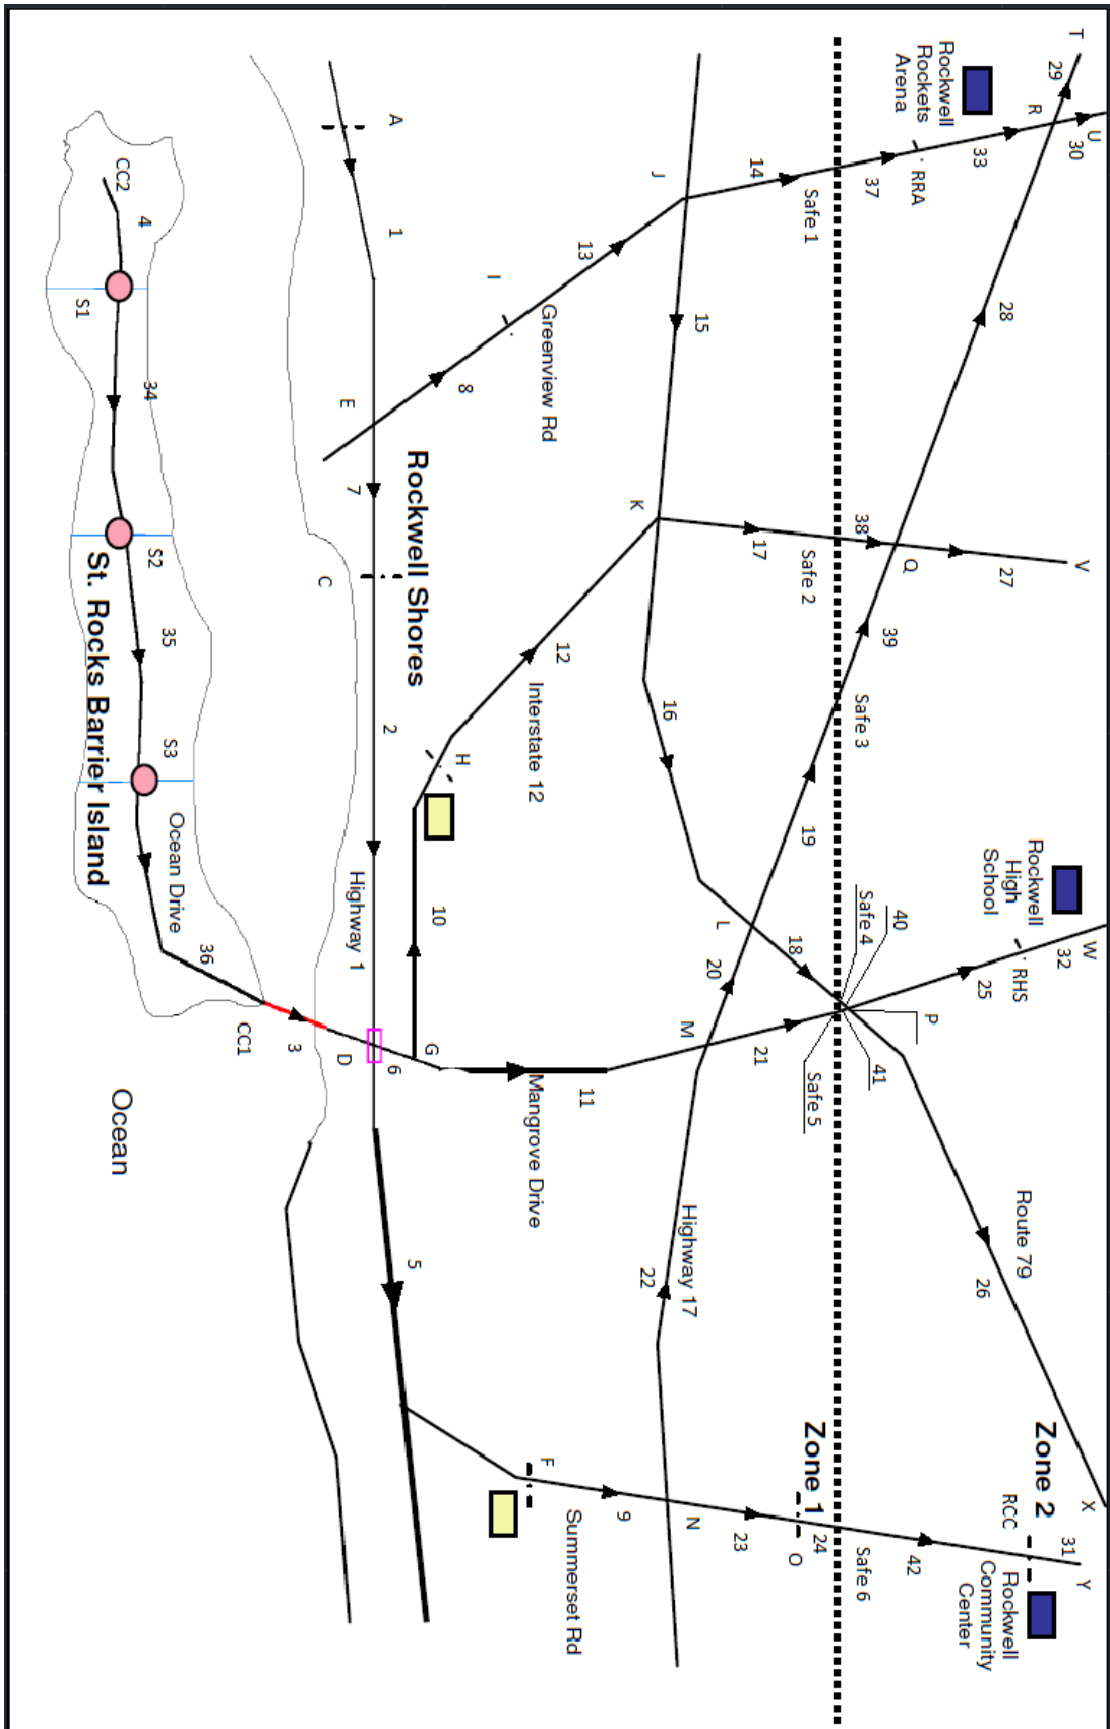 T
29
R
U
30
Rockwell
Rockets
Arena
RRA
33
37
14
Safe 1
J
A
1
13
I
Greenview Rd
8
E
7
15
28
K
17
Safe 2
38
Q
27
V
CC2
4
S1
34
S2
35
S3
St. Rocks Barrier Island
Ocean Drive
36
CC1
3
D
Ocean
Rockwell Shores
C
2
Highway 1
12
Interstate 12
H
10
G
6
11
Mangrove Drive
5
16
39
Safe 3
19
L
20
18
M
21
Safe 4
40
P
41
Safe 5
Rockwell
High
School
RHS
25
32
W
Route 79
26
X
Highway 17
22
F
Summerset Rd
9
N
23
O
24
Zone 1
Zone 2
Safe 6
42
RCC
31
Y
Rockwell
Community
Center